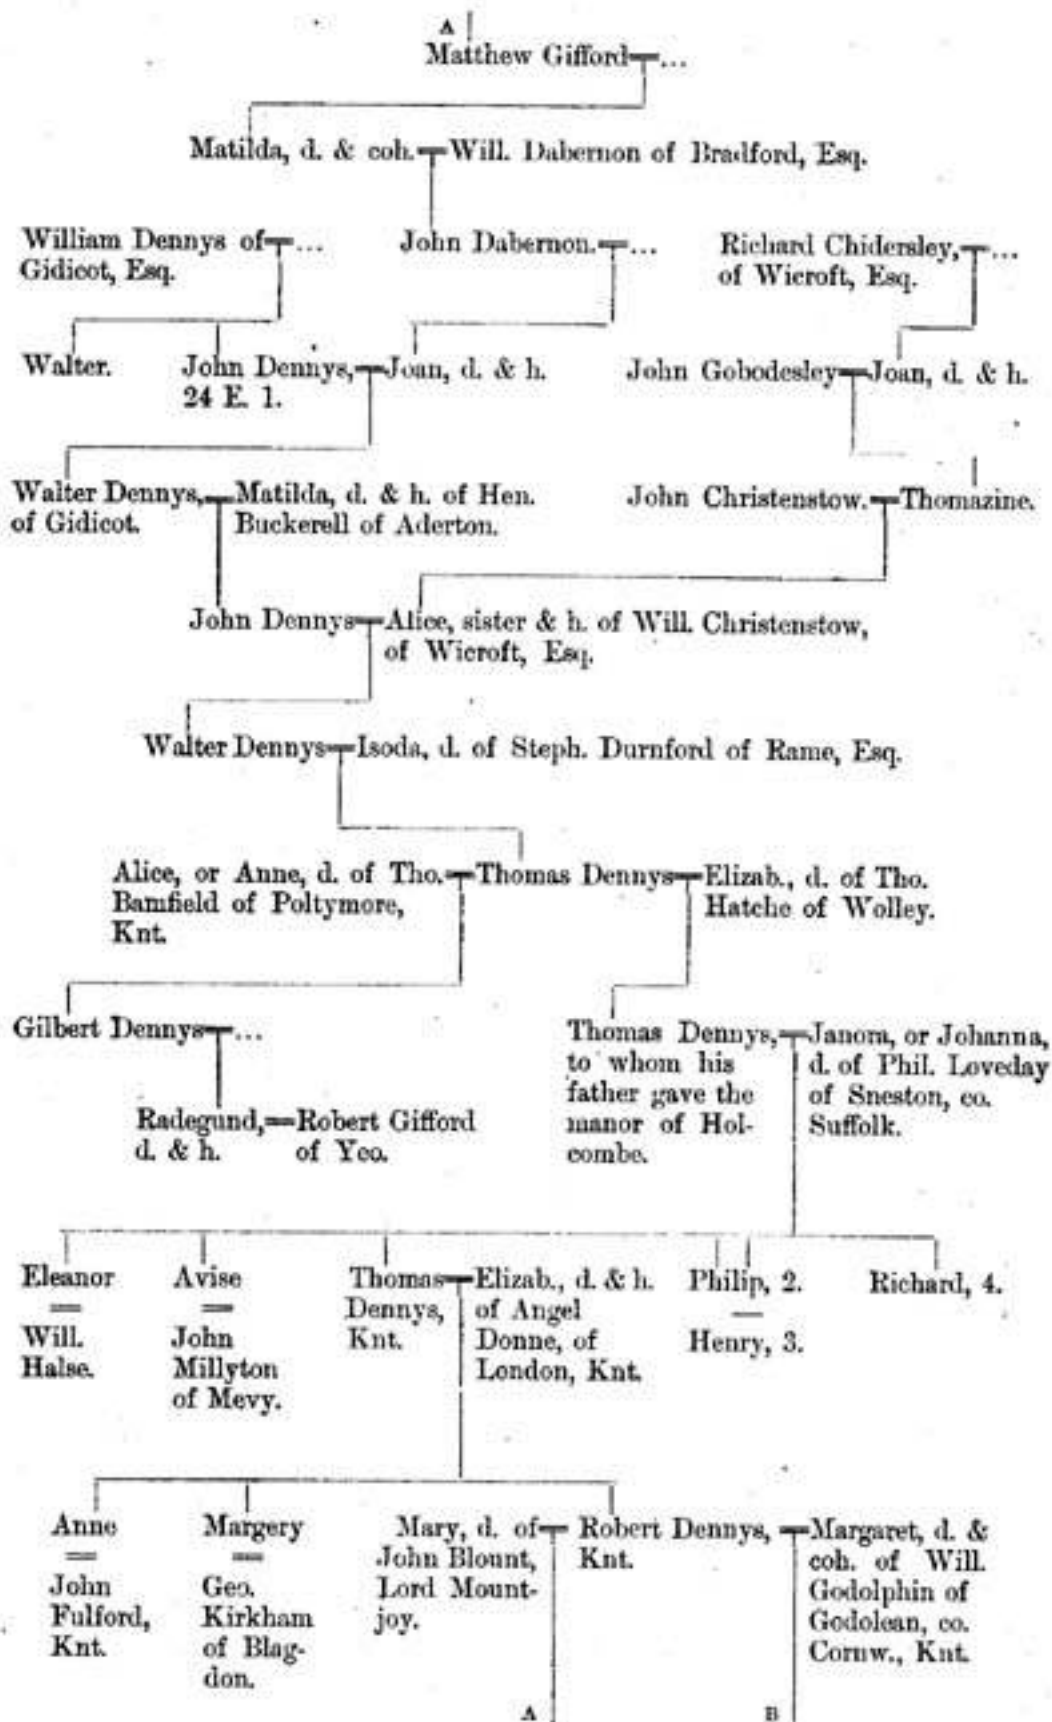 A
Matthew Gifford ...
Matilda, d. & coh. Will. Dabernon of Bradford, Esq.
William Dennys of ... John Dabernon. ... Richard Chidersley, ...
Gidicot, Esq. of Wicroft, Esq.
Walter. John Dennys, Joan, d. & h. John Gobodesley Joan, d. & h.
24 E. 1.
Walter Dennys, Matilda, d. & h. of Hen. John Christenstow. Thomazine.
of Gidicot. Buckerell of Aderton.
John Dennys Alice, sister & h. of Will. Christenstow,
of Wicroft, Esq.
Walter Dennys Isoda, d. of Steph. Durnford of Rame, Esq.
Alice, or Anne, d. of Tho. Thomas Dennys Elizab., d. of Tho.
Bamfield of Poltymore, Hatche of Wolley.
Knt.
Gilbert Dennys ... Thomas Dennys, Janora, or Johanna,
to whom his d. of Phil. Loveday
father gave the of Sneston, co.
Radegund, Robert Gifford manor of Hol- Suffolk.
d. & h. of Yeo. combe.
Eleanor Avise Thomas Elizab., d. & h. Philip, 2. Richard, 4.
= = Dennys, of Angel —
Will. John Knt. Donne, of Henry, 3.
Halse. Millyton London, Knt.
of Mevy.
Anne Margery Mary, d. of Robert Dennys, Margaret, d. &
= = John Blount, Knt. coh. of Will.
John Geo. Lord Mount- Godolphin of
Fulford, Kirkham joy. Godolean, co.
Knt. of Blag- Cornw., Knt.
don.
A B